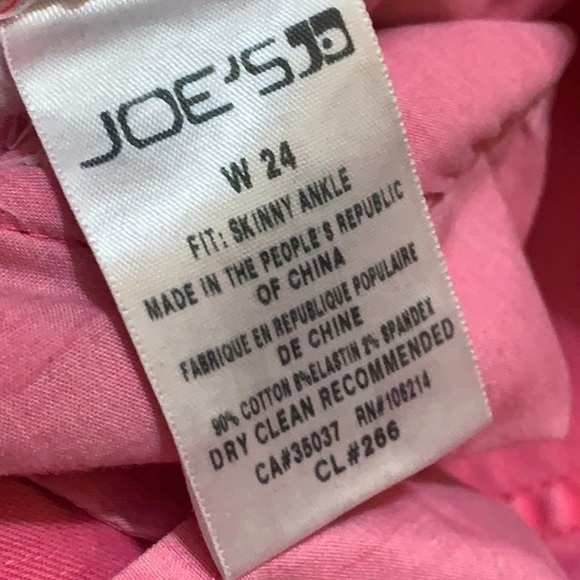 JOE'S
W 24
FIT: SKINNY ANKLE
MADE IN THE PEOPLE'S REPUBLIC
OF CHINA
FABRIQUE EN REPUBLIQUE POPULAIRE
DE CHINE
90% COTTON 8%ELASTIN 2% SPANDEX
DRY CLEAN RECOMMENDED
CA#35037 RN#106214
CL#266